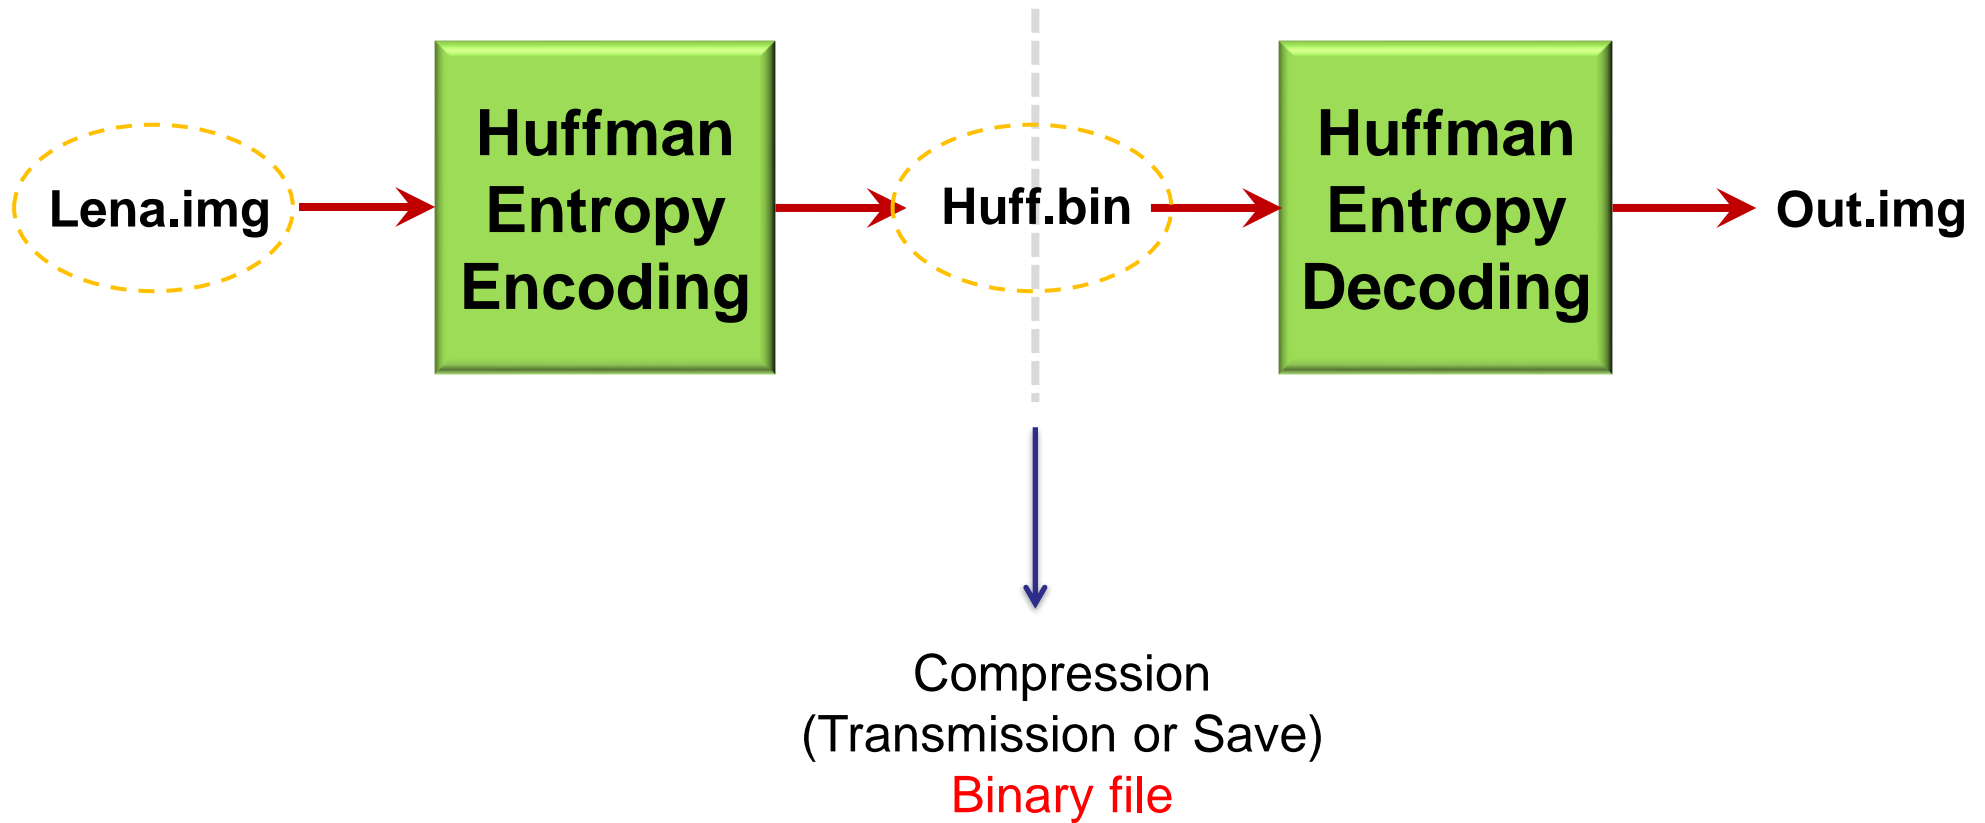 Lena.img
Huffman
Entropy
Encoding
Huff.bin
Huffman
Entropy
Decoding
Out.img
Compression
(Transmission or Save)
Binary file